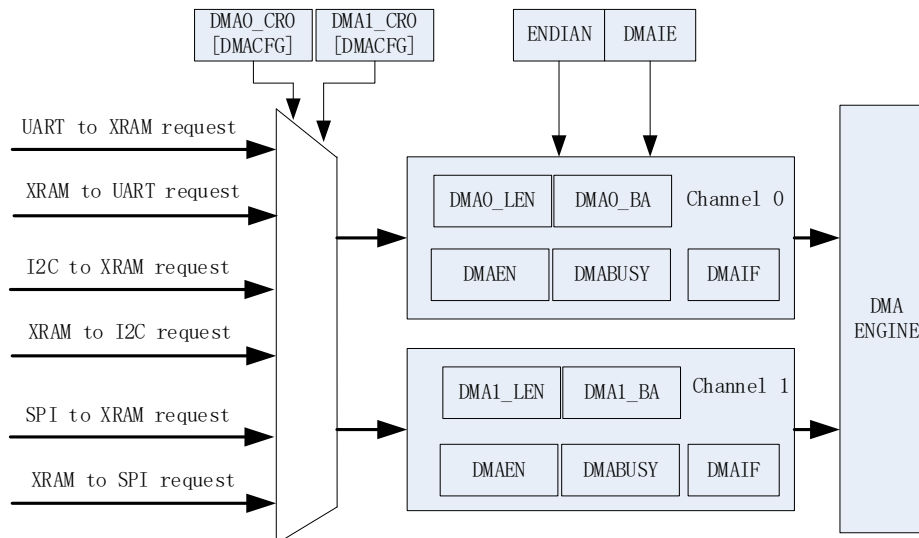 DMA0_CR0
[DMACFG]
DMA1_CR0
[DMACFG]
ENDIAN
DMAIE
UART to XRAM request
XRAM to UART request
I2C to XRAM request
XRAM to I2C request
SPI to XRAM request
XRAM to SPI request
DMA0_LEN
DMA0_BA
Channel 0
DMAEN
DMABUSY
DMAIF
DMA1_LEN
DMA1_BA
Channel 1
DMAEN
DMABUSY
DMAIF
DMA
ENGINE